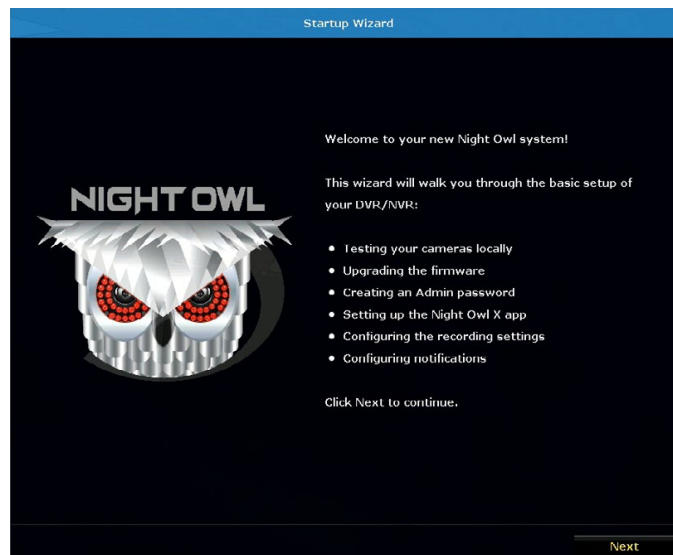 Startup Wizard
NIGHT OWL
Welcome to your new Night Owl system!
This wizard will walk you through the basic setup of
your DVR/NVR:
• Testing your cameras locally
• Upgrading the firmware
• Creating an Admin password
• Setting up the Night Owl X app
• Configuring the recording settings
• Configuring notifications
Click Next to continue.
Next